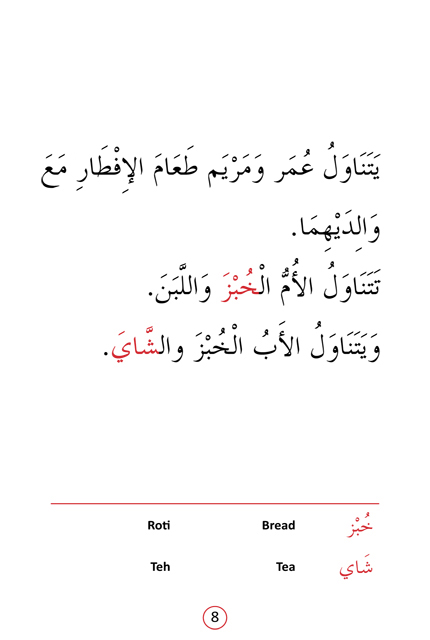 يَتَنَاوَلُ عُمَر وَمَرْيَم طَعَامَ الإِفْطَارِ مَعَ
وَالِدَيْهِمَا.
تَتَنَاوَلُ الأُمُّ الْخُبْزَ وَاللَّبَنَ.
وَيَتَنَاوَلُ الأَبُ الْخُبْزَ والشَّايَ.
خُبْز Bread Roti
شَاي Tea Teh
8